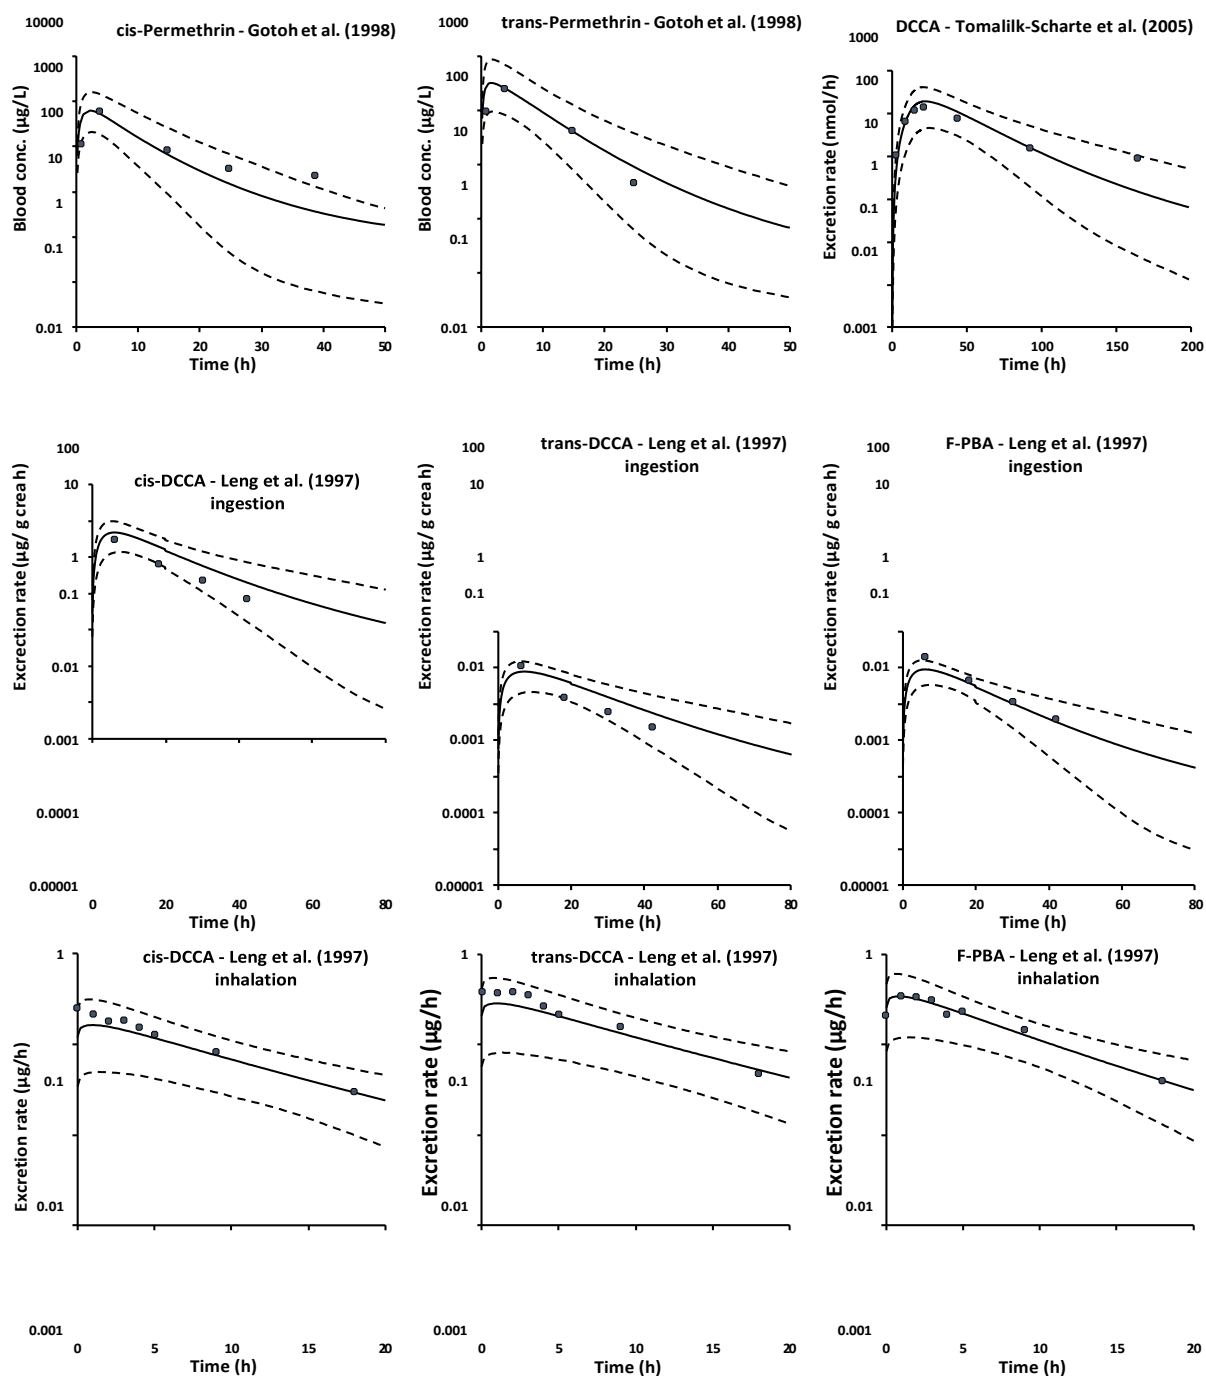 cis-Permethrin - Gotoh et al. (1998)
Blood conc. (µg/L)
10000
1000
100
10
1
0.1
0.01
0 10 20 30 40 50
Time (h)
trans-Permethrin - Gotoh et al. (1998)
Blood conc. (µg/L)
1000
100
10
1
0.1
0.01
0 10 20 30 40 50
Time (h)
DCCA - Tomalilk-Scharte et al. (2005)
Excretion rate (nmol/h)
1000
100
10
1
0.1
0.01
0.001
0 50 100 150 200
Time (h)
cis-DCCA - Leng et al. (1997)
ingestion
Excrection rate (µg/ g crea h)
100
10
1
0.1
0.01
0.001
0.0001
0.00001
0 20 40 60 80
Time (h)
trans-DCCA - Leng et al. (1997)
ingestion
Excrection rate (µg/ g crea h)
100
10
1
0.1
0.01
0.001
0.0001
0.00001
0 20 40 60 80
Time (h)
F-PBA - Leng et al. (1997)
ingestion
Excrection rate (µg/ g crea h)
100
10
1
0.1
0.01
0.001
0.0001
0.00001
0 20 40 60 80
Time (h)
cis-DCCA - Leng et al. (1997)
inhalation
Excretion rate (µg/h)
1
0.1
0.01
0.001
0 5 10 15 20
Time (h)
trans-DCCA - Leng et al. (1997)
inhalation
Excretion rate (µg/h)
1
0.1
0.01
0.001
0 5 10 15 20
Time (h)
F-PBA - Leng et al. (1997)
inhalation
Excretion rate (µg/h)
1
0.1
0.01
0.001
0 5 10 15 20
Time (h)